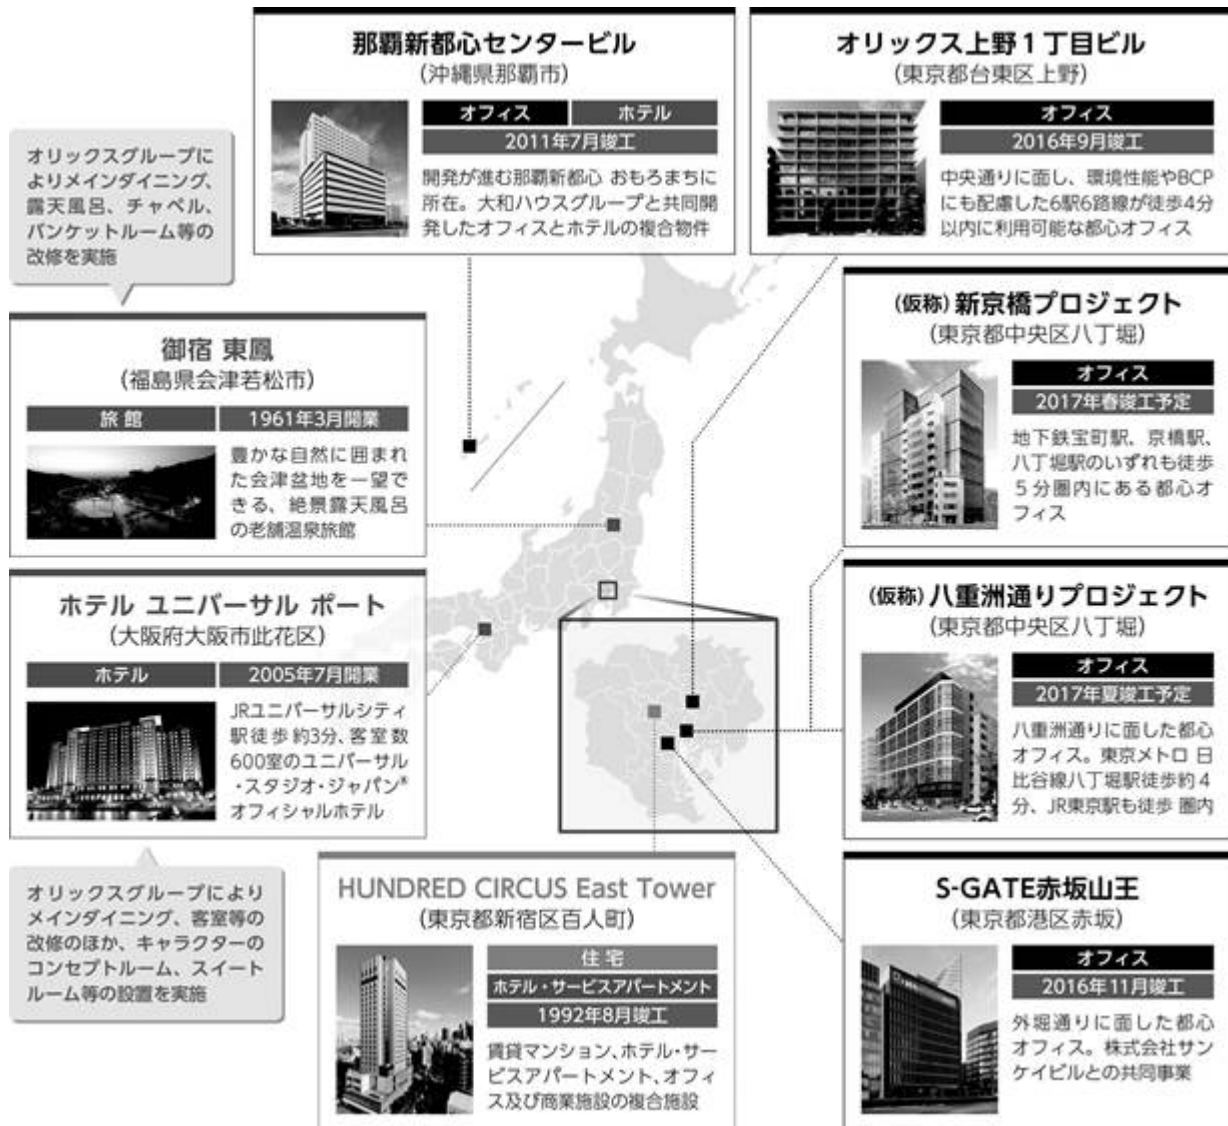 那覇新都心センタービル
(沖縄県那覇市)
オフィス
ホテル
2011年7月竣工
開発が進む那覇新都心 おもろまちに
所在。大和ハウスグループと共同開
発したオフィスとホテルの複合物件
オリックス上野1丁目ビル
(東京都台東区上野)
オフィス
2016年9月竣工
中央通りに面し、環境性能やBCP
にも配慮した6駅6路線が徒歩4分
以内に利用可能な都心オフィス
オリックスグループに
よりメインダイニング、
露天風呂、チャペル、
バンケットルーム等の
改修を実施
御宿 東鳳
(福島県会津若松市)
旅館
1961年3月開業
豊かな自然に囲まれ
た会津盆地を一望で
きる、絶景露天風呂
の老舗温泉旅館
(仮称)新京橋プロジェクト
(東京都中央区八丁堀)
オフィス
2017年春竣工予定
地下鉄宝町駅、京橋駅、
八丁堀駅のいずれも徒歩
5分圏内にある都心オ
フィス
ホテル ユニバーサル ポート
(大阪府大阪市此花区)
ホテル
2005年7月開業
JRユニバーサルシティ
駅徒歩約3分、客室数
600室のユニバーサル
・スタジオ・ジャパン®
オフィシャルホテル
(仮称)八重洲通りプロジェクト
(東京都中央区八丁堀)
オフィス
2017年夏竣工予定
八重洲通りに面した都心
オフィス。東京メトロ 日
比谷線八丁堀駅徒歩約4
分、JR東京駅も徒歩 圏内
オリックスグループにより
メインダイニング、客室等の
改修のほか、キャラクターの
コンセプトルーム、スイート
ルーム等の設置を実施
HUNDRED CIRCUS East Tower
(東京都新宿区百人町)
住宅
ホテル・サービスアパートメント
1992年8月竣工
賃貸マンション、ホテル・サー
ビスアパートメント、オフィ
ス及び商業施設の複合施設
S-GATE赤坂山王
(東京都港区赤坂)
オフィス
2016年11月竣工
外堀通りに面した都心
オフィス。株式会社サン
ケイビルとの共同事業